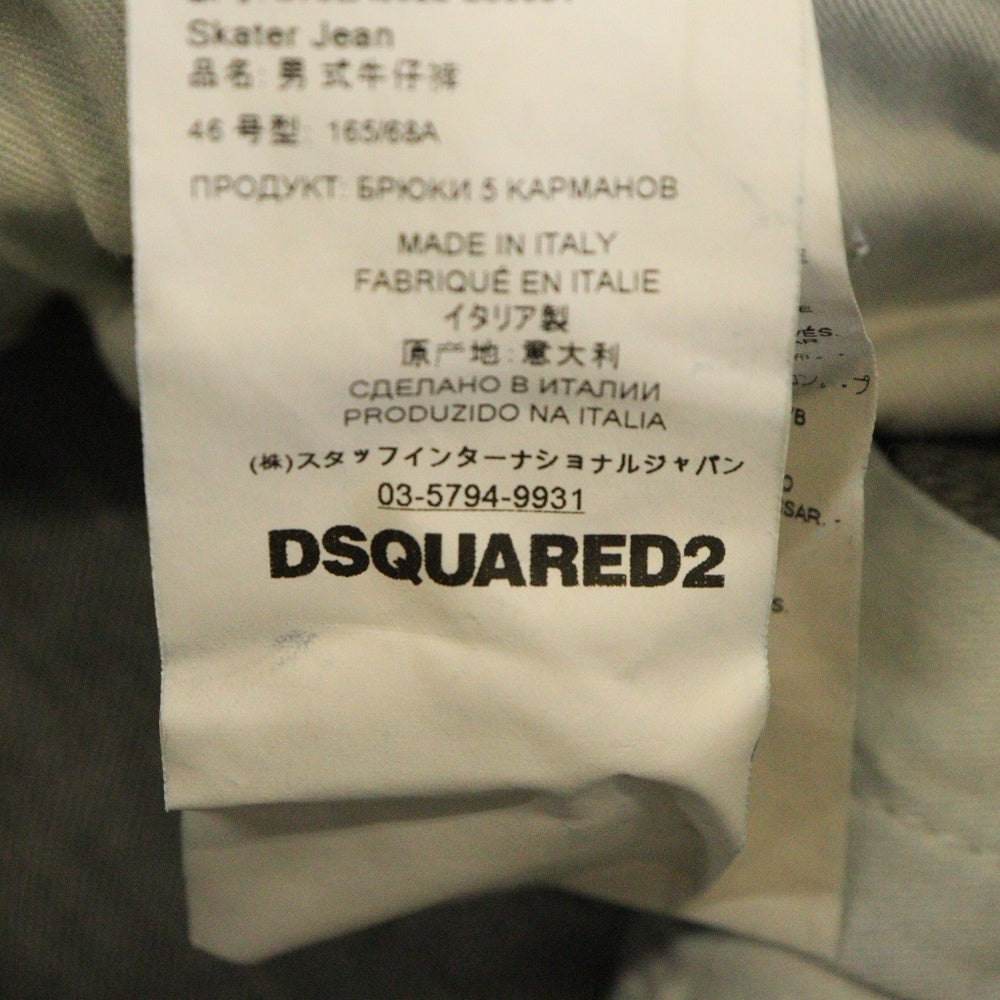 Skater Jean
品名: 男式牛仔裤
46 号型: 165/68A
ПРОДУКТ: БРЮКИ 5 КАРМАНОВ
MADE IN ITALY
FABRIQUÉ EN ITALIE
イタリア製
原产地:意大利
СДЕЛАНО В ИТАЛИИ
PRODUZIDO NA ITALIA
(株)スタッフインターナショナルジャパン
03-5794-9931
DSQUARED2